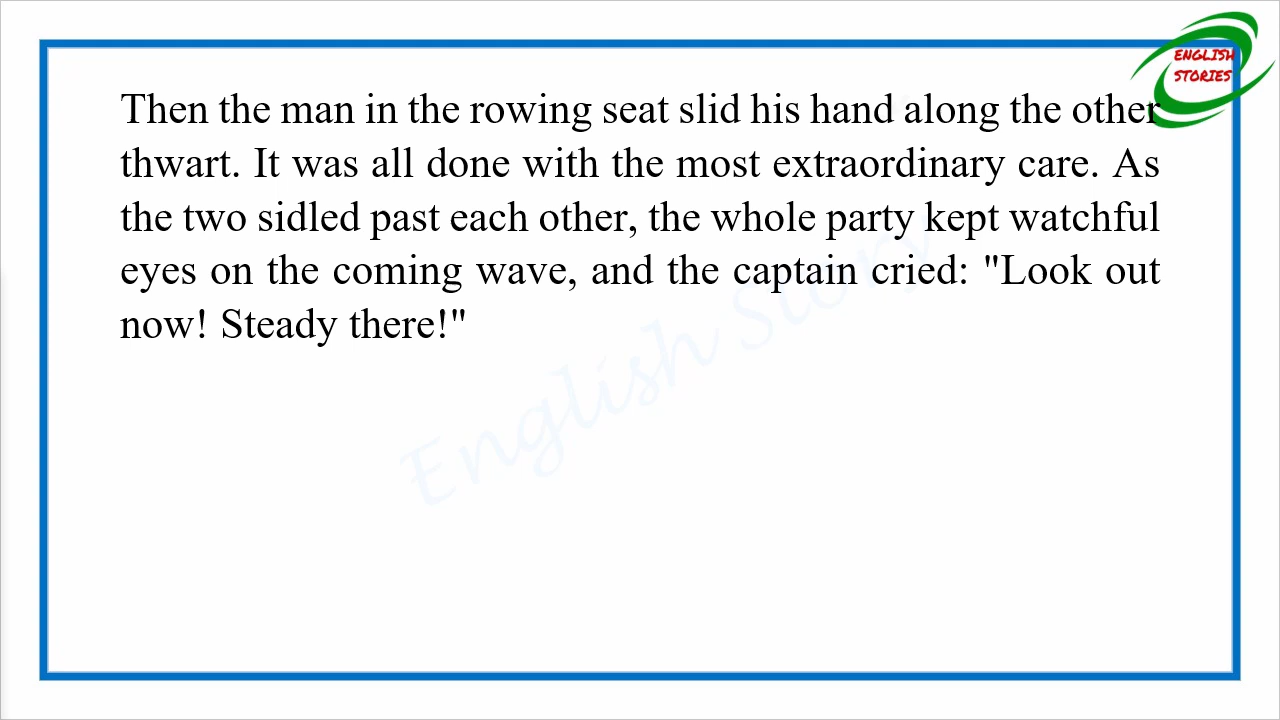 ENGLISH
STORIES
Then the man in the rowing seat slid his hand along the other
thwart. It was all done with the most extraordinary care. As
the two sidled past each other, the whole party kept watchful
eyes on the coming wave, and the captain cried: "Look out
now! Steady there!"
English Story